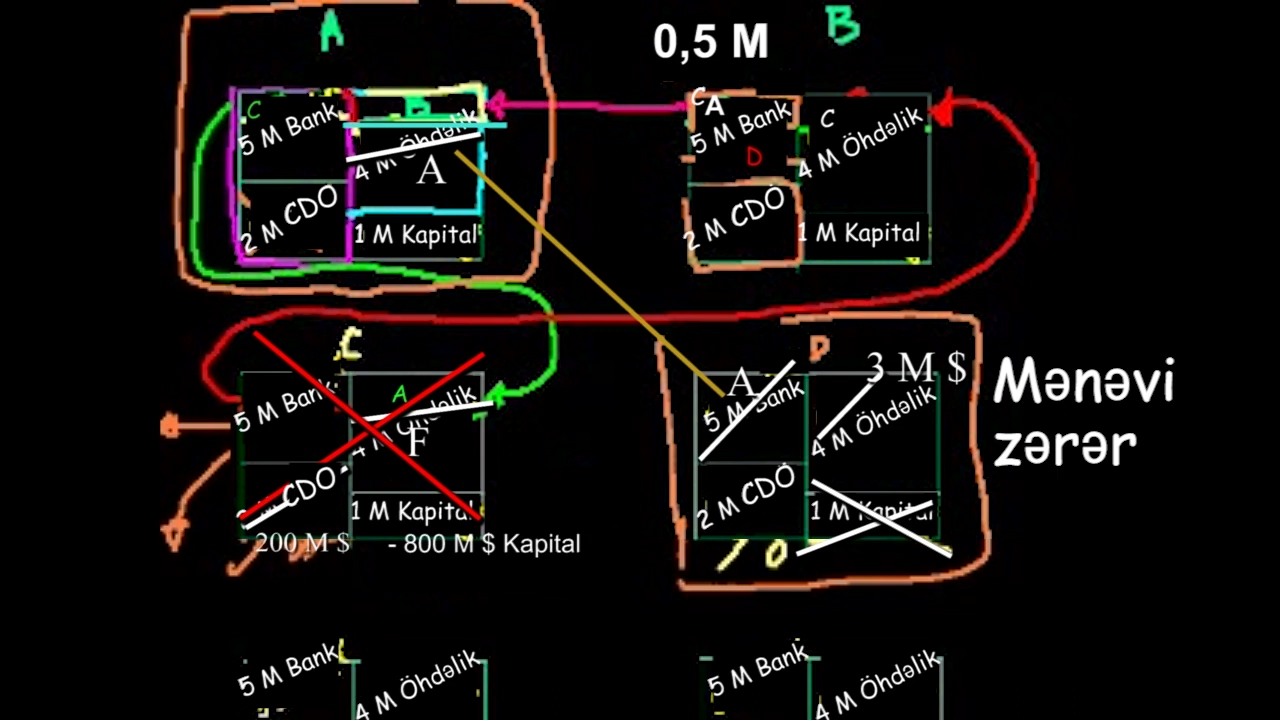 A
0,5 M
B
C
5 M Bank
B
4 M Öhdəlik
A
2 M CDO
1 M Kapital
C A
5 M Bank
D
C
4 M Öhdəlik
2 M CDO
1 M Kapital
C
5 M Bank
A
4 M Öhdəlik
F
CDO
1 M Kapital
200 M $
- 800 M $ Kapital
D
A
5 M Bank
3 M $
4 M Öhdəlik
2 M CDO
1 M Kapital
O
Mənəvi
zərər
5 M Bank
4 M Öhdəlik
5 M Bank
4 M Öhdəlik